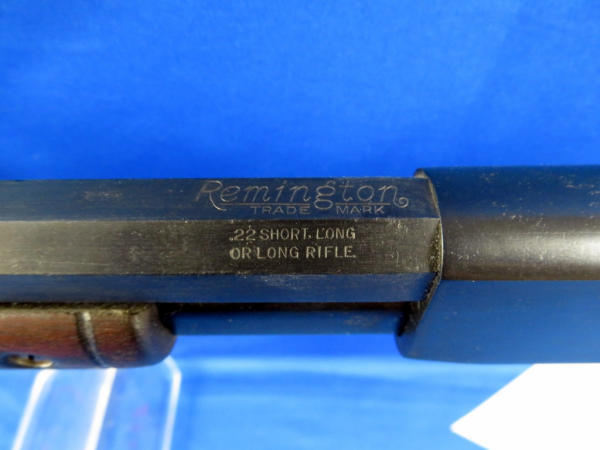 Remington
TRADE MARK
.22 SHORT, LONG
OR LONG RIFLE.